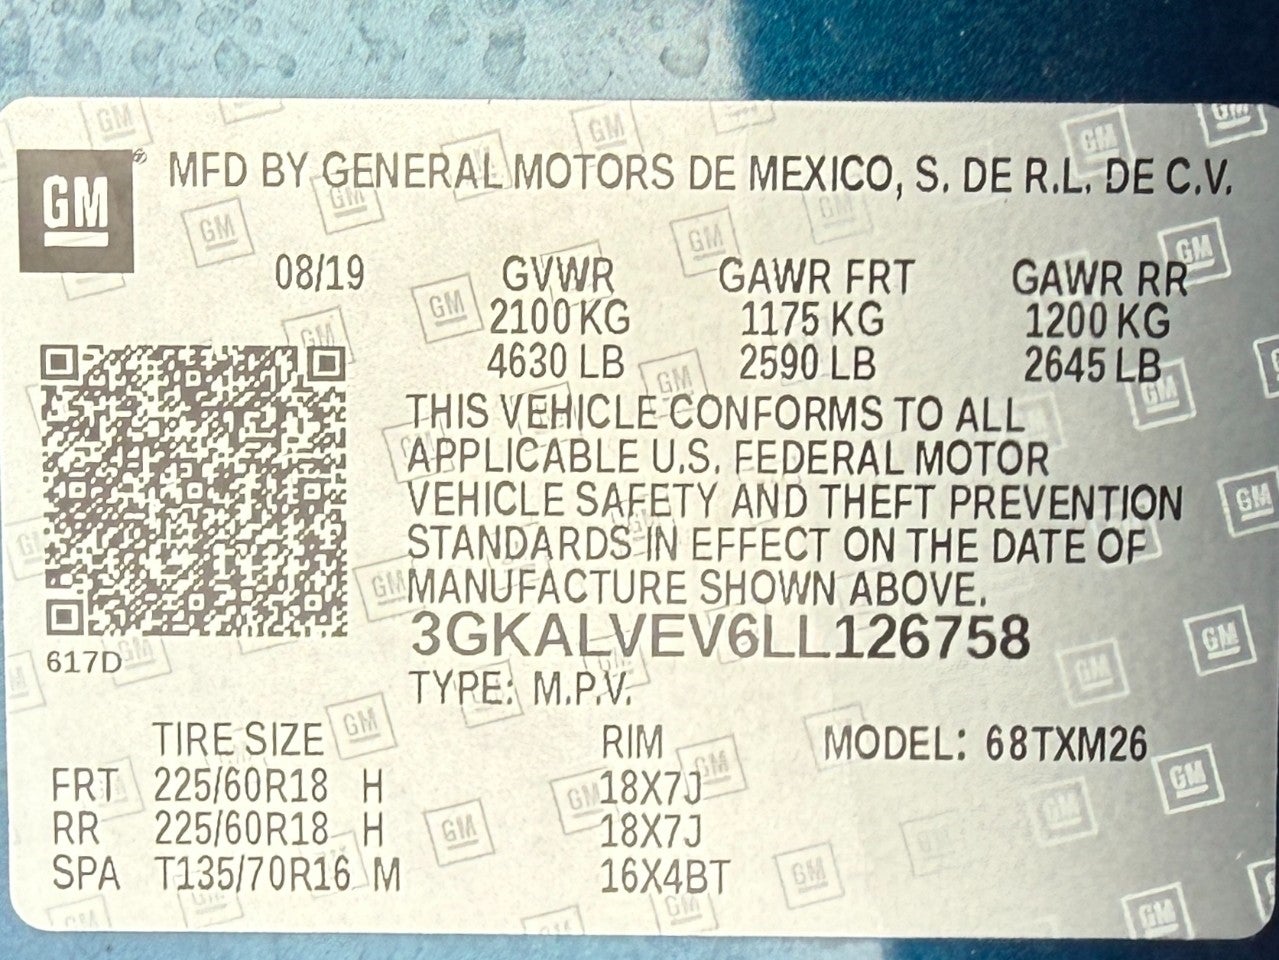 GM® MFD BY GENERAL MOTORS DE MEXICO, S. DE R.L. DE C.V.
08/19 GVWR GAWR FRT GAWR RR
2100 KG 1175 KG 1200 KG
4630 LB 2590 LB 2645 LB
THIS VEHICLE CONFORMS TO ALL
APPLICABLE U.S. FEDERAL MOTOR
VEHICLE SAFETY AND THEFT PREVENTION
STANDARDS IN EFFECT ON THE DATE OF
MANUFACTURE SHOWN ABOVE.
3GKALVEV6LL126758
617D
TYPE: M.P.V.
TIRE SIZE RIM MODEL: 68TXM26
FRT 225/60R18 H 18X7J
RR 225/60R18 H 18X7J
SPA T135/70R16 M 16X4BT